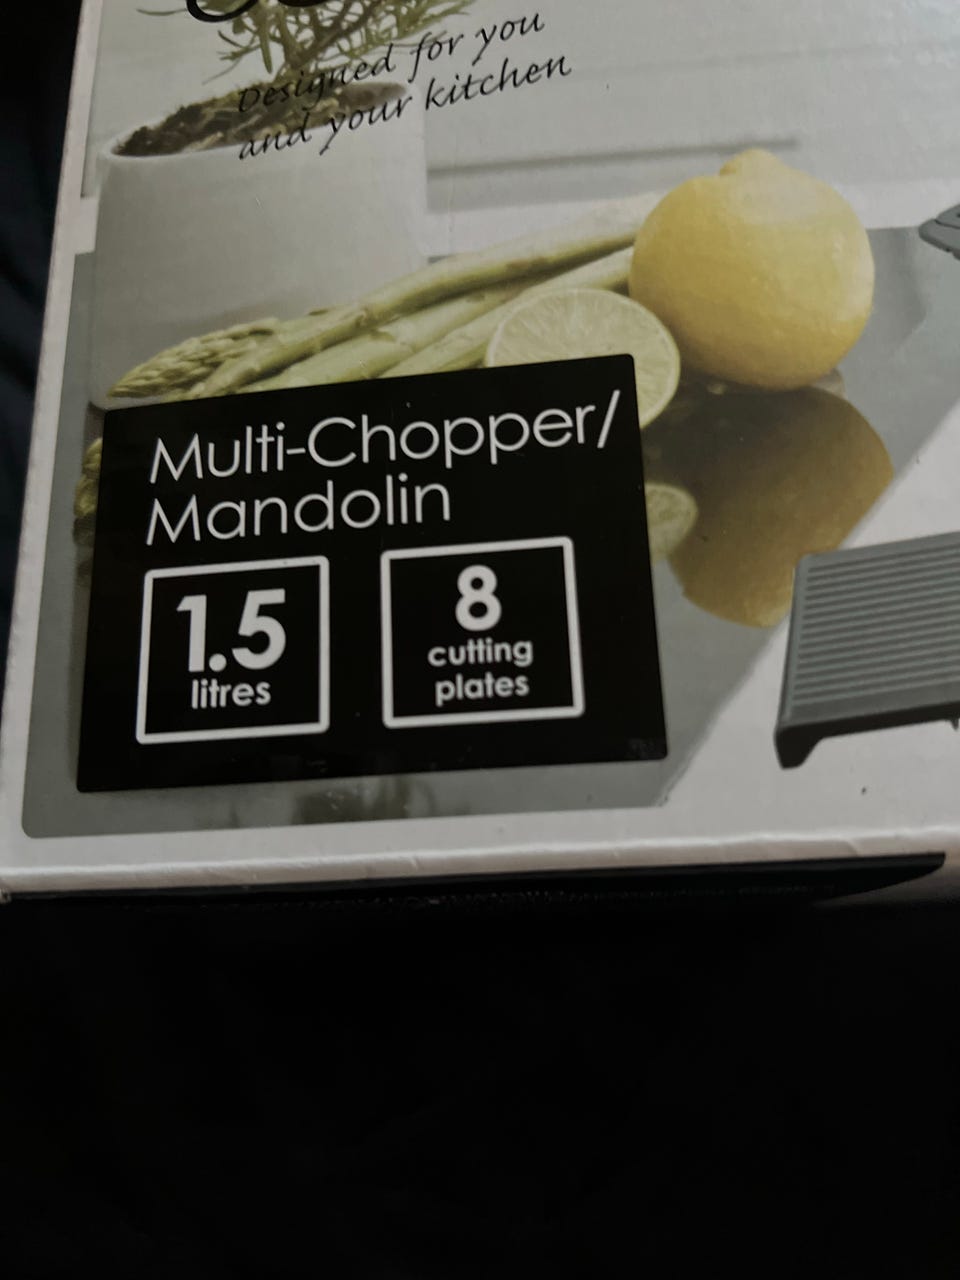 Designed for you
and your kitchen
Multi-Chopper/
Mandolin
1.5
litres
8
cutting
plates